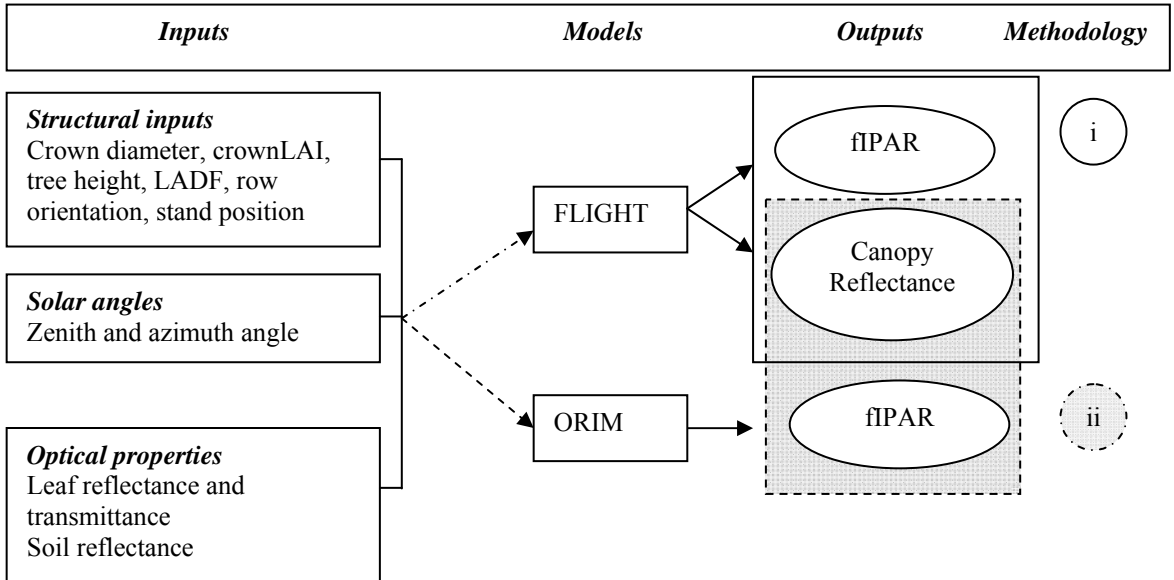 Inputs Models Outputs Methodology
Structural inputs
Crown diameter, crownLAI,
tree height, LADF, row
orientation, stand position
Solar angles
Zenith and azimuth angle
Optical properties
Leaf reflectance and
transmittance
Soil reflectance
FLIGHT
ORIM
fIPAR
Canopy
Reflectance
fIPAR
i
ii